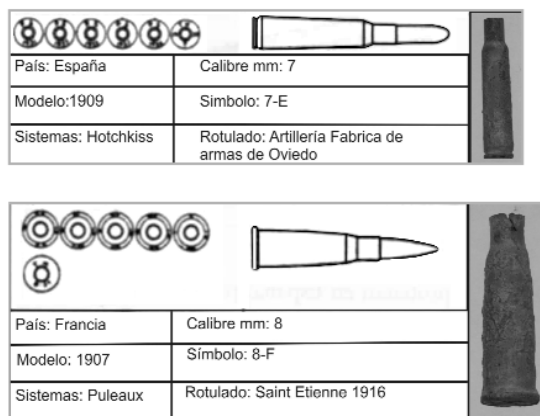 País: España
Calibre mm: 7
Modelo:1909
Simbolo: 7-E
Sistemas: Hotchkiss
Rotulado: Artillería Fabrica de
armas de Oviedo
País: Francia
Calibre mm: 8
Modelo: 1907
Símbolo: 8-F
Sistemas: Puleaux
Rotulado: Saint Etienne 1916